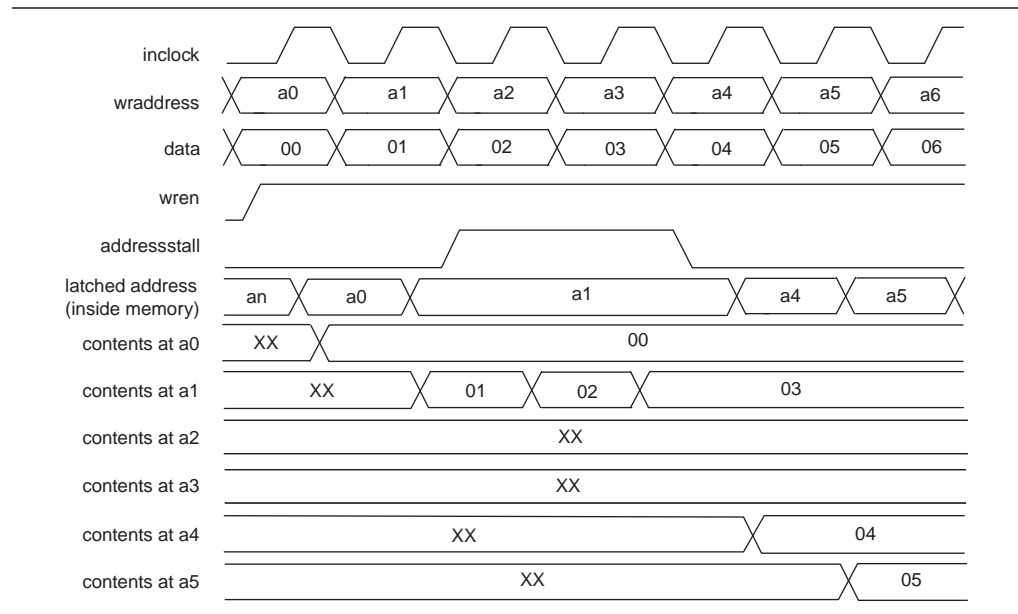 inclock
wraddress a0 a1 a2 a3 a4 a5 a6
data 00 01 02 03 04 05 06
wren
addressstall
latched address
(inside memory) an a0 a1 a4 a5
contents at a0 XX 00
contents at a1 XX 01 02 03
contents at a2 XX
contents at a3 XX
contents at a4 XX 04
contents at a5 XX 05